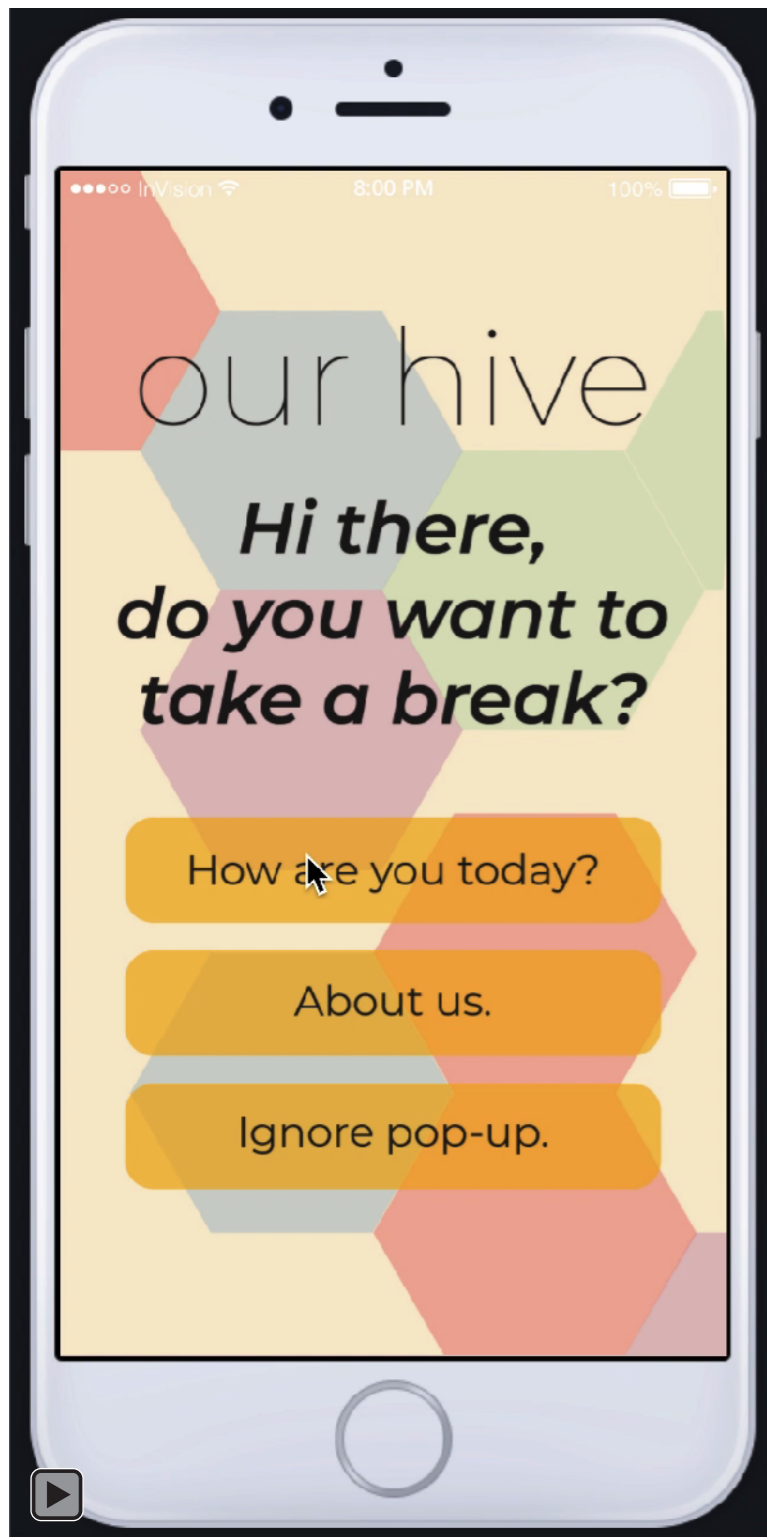 InVision 8:00 PM 100%
our hive
Hi there,
do you want to
take a break?
How are you today?
About us.
Ignore pop-up.